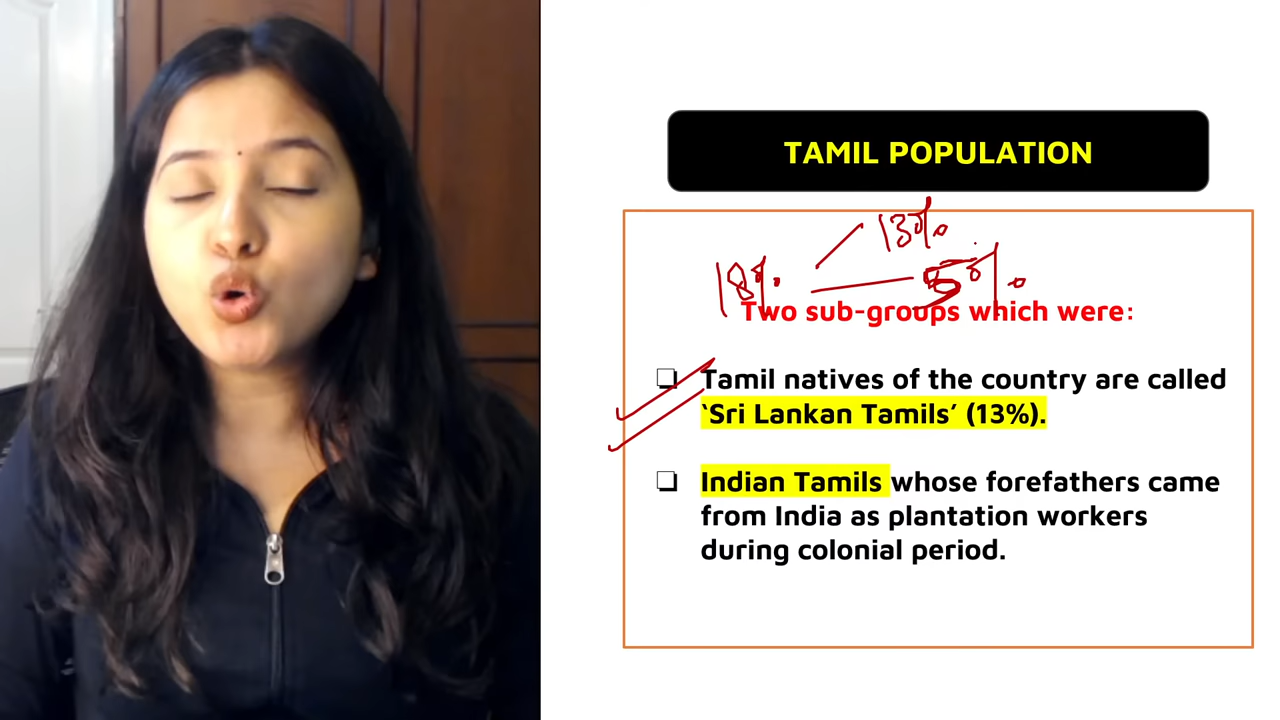 TAMIL POPULATION
13%
18%
5%
Two sub-groups which were:
❑ Tamil natives of the country are called
‘Sri Lankan Tamils’ (13%).
❑ Indian Tamils whose forefathers came
from India as plantation workers
during colonial period.